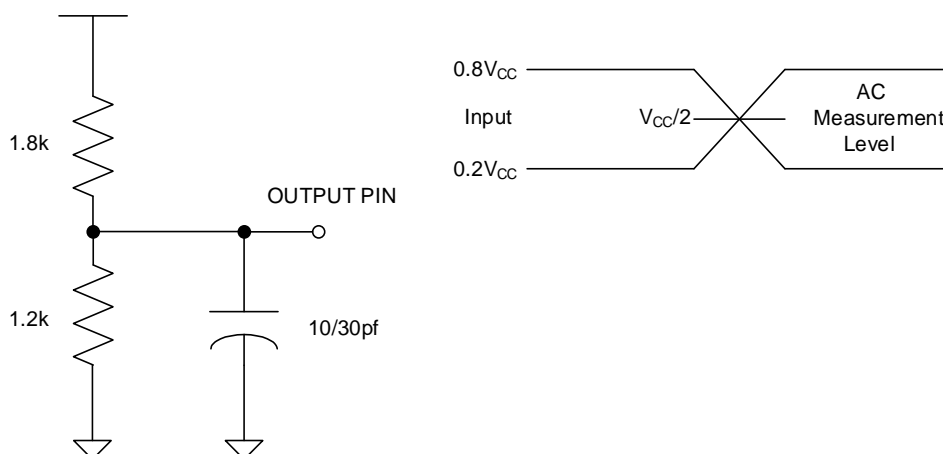 1.8k
OUTPUT PIN
1.2k
10/30pf
0.8VCC
Input
VCC/2
0.2VCC
AC
Measurement
Level